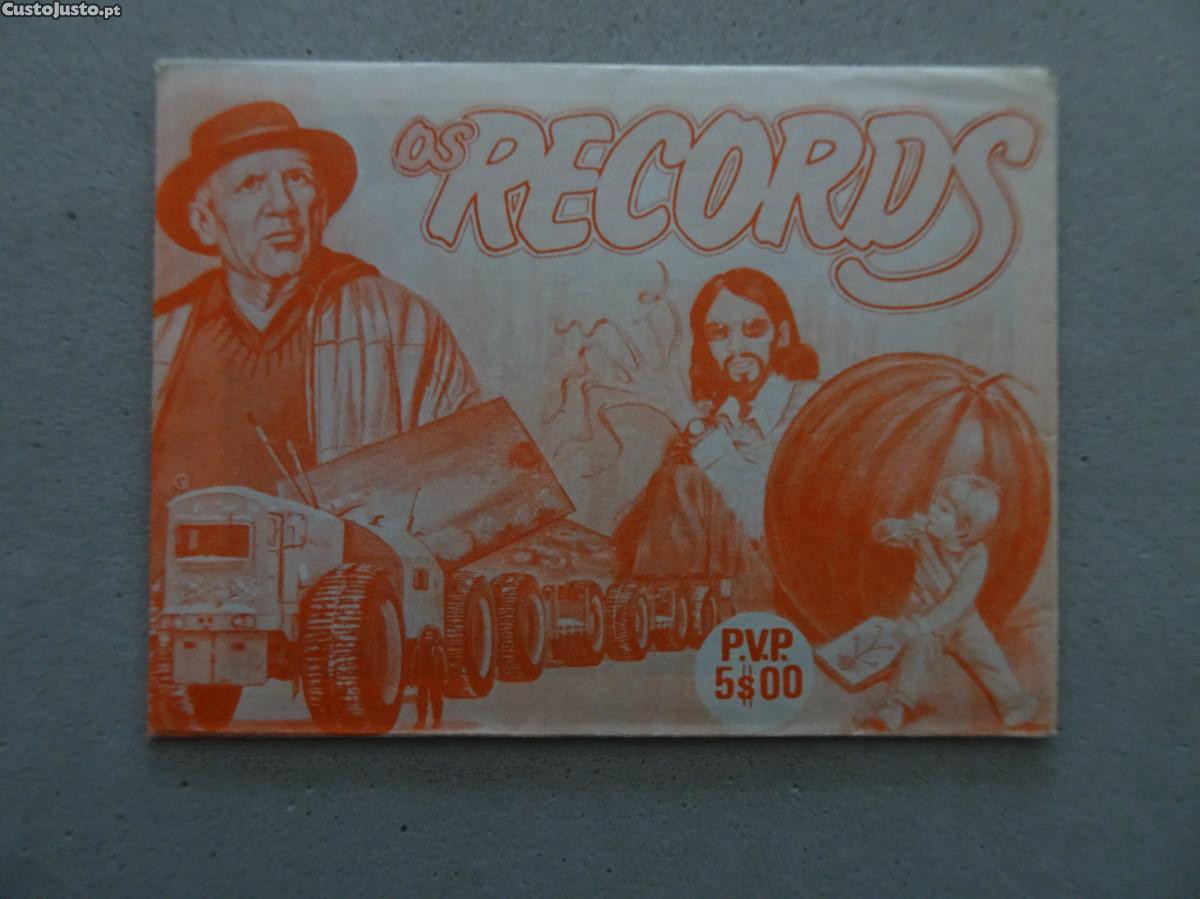 CustoJusto.pt
os RECORDS
G
P.V.P.
5$00